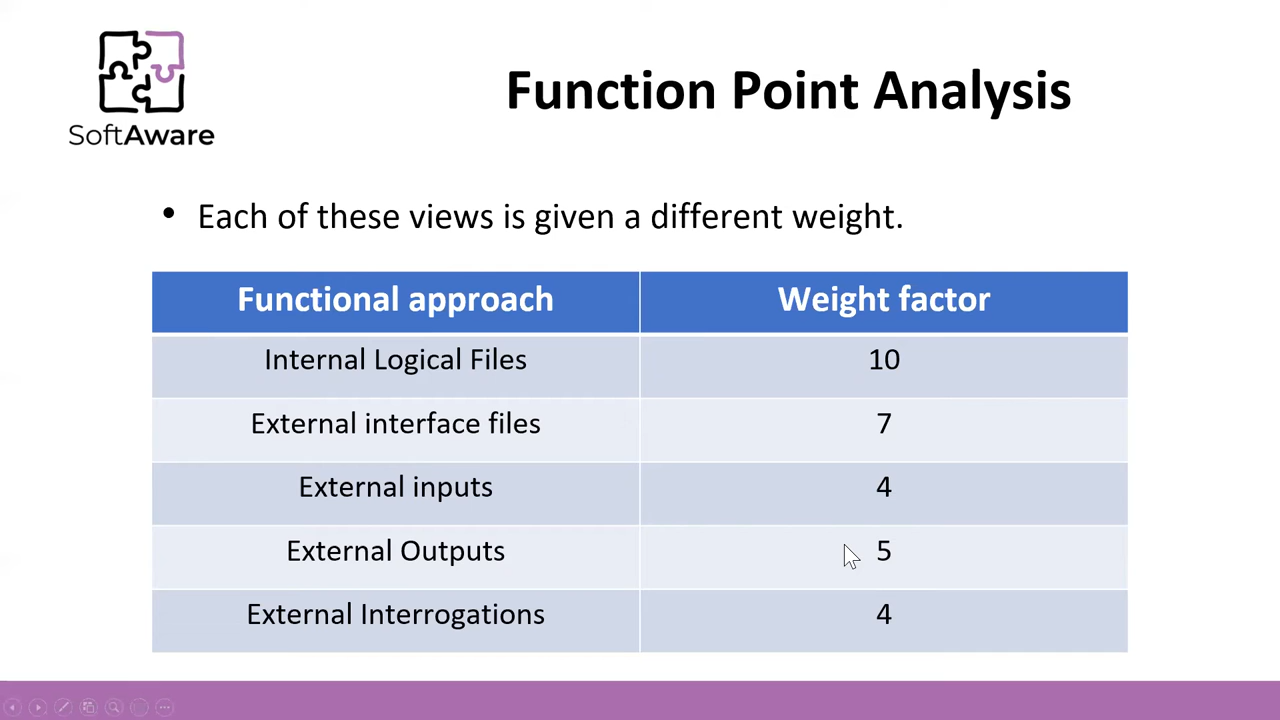 SoftAware
Function Point Analysis
• Each of these views is given a different weight.
Functional approach Weight factor
Internal Logical Files 10
External interface files 7
External inputs 4
External Outputs 5
External Interrogations 4